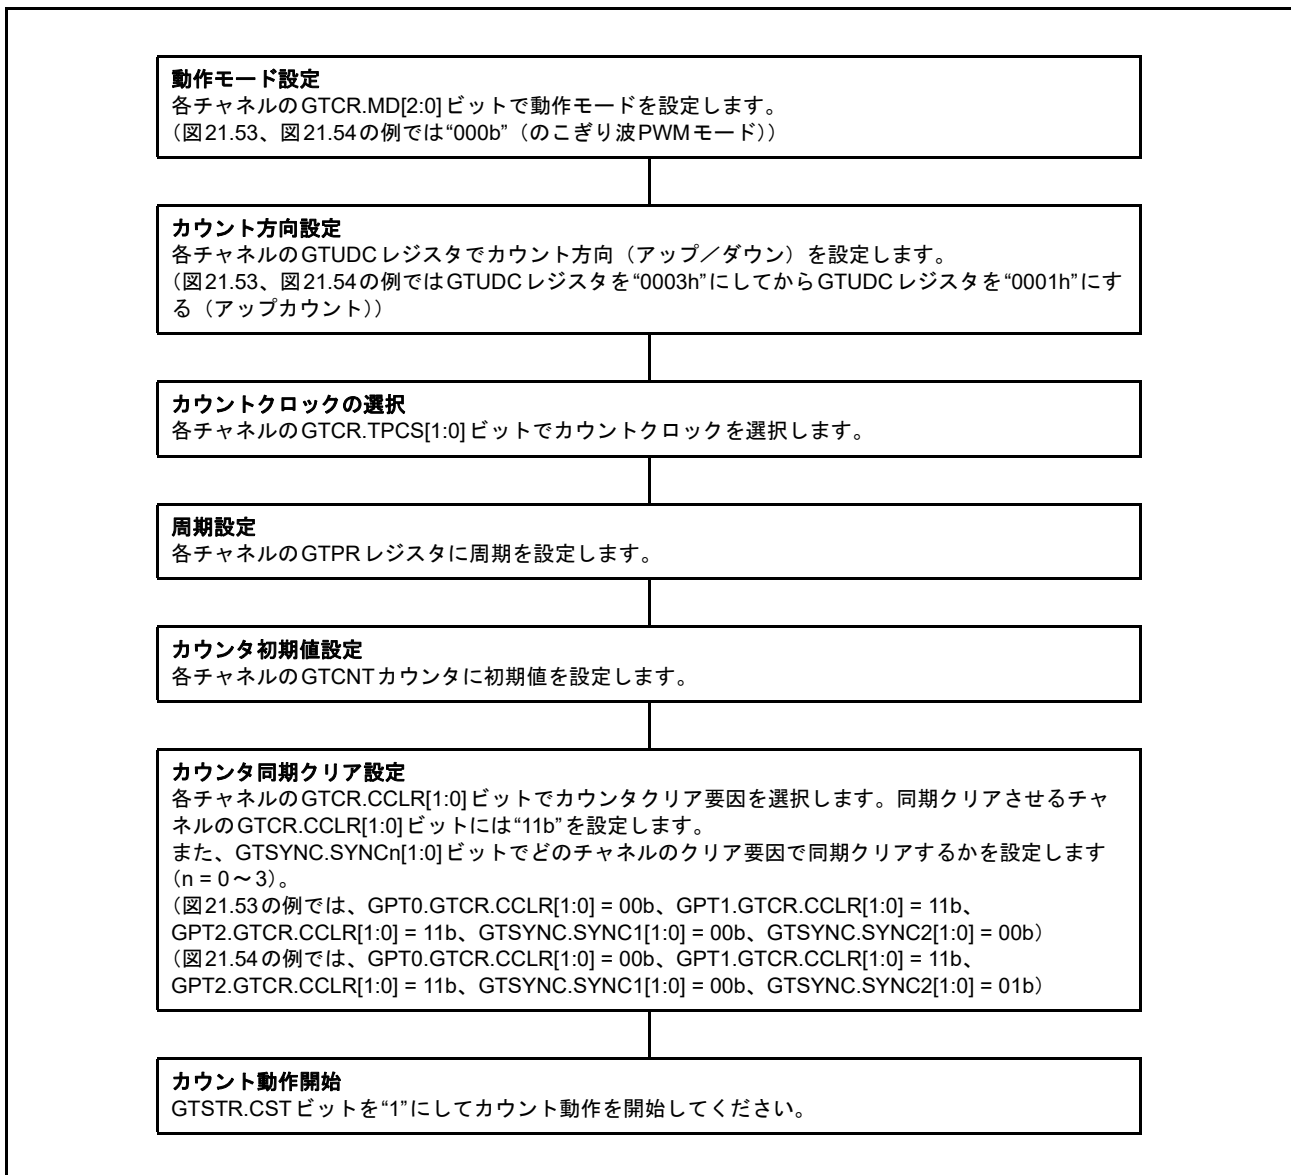 動作モード設定
各チャネルのGTCR.MD[2:0]ビットで動作モードを設定します。
（図21.53、図21.54の例では“000b”（のこぎり波PWMモード））
カウント方向設定
各チャネルのGTUDCレジスタでカウント方向（アップ／ダウン）を設定します。
（図21.53、図21.54の例ではGTUDCレジスタを“0003h”にしてからGTUDCレジスタを“0001h”にす
る（アップカウント））
カウントクロックの選択
各チャネルのGTCR.TPCS[1:0]ビットでカウントクロックを選択します。
周期設定
各チャネルのGTPRレジスタに周期を設定します。
カウンタ初期値設定
各チャネルのGTCNTカウンタに初期値を設定します。
カウンタ同期クリア設定
各チャネルのGTCR.CCLR[1:0]ビットでカウンタクリア要因を選択します。同期クリアさせるチャ
ネルのGTCR.CCLR[1:0]ビットには“11b”を設定します。
また、GTSYNC.SYNCn[1:0]ビットでどのチャネルのクリア要因で同期クリアするかを設定します
（n = 0～3）。
（図21.53の例では、GPT0.GTCR.CCLR[1:0] = 00b、GPT1.GTCR.CCLR[1:0] = 11b、
GPT2.GTCR.CCLR[1:0] = 11b、GTSYNC.SYNC1[1:0] = 00b、GTSYNC.SYNC2[1:0] = 00b）
（図21.54の例では、GPT0.GTCR.CCLR[1:0] = 00b、GPT1.GTCR.CCLR[1:0] = 11b、
GPT2.GTCR.CCLR[1:0] = 11b、GTSYNC.SYNC1[1:0] = 00b、GTSYNC.SYNC2[1:0] = 01b）
カウント動作開始
GTSTR.CSTビットを“1”にしてカウント動作を開始してください。